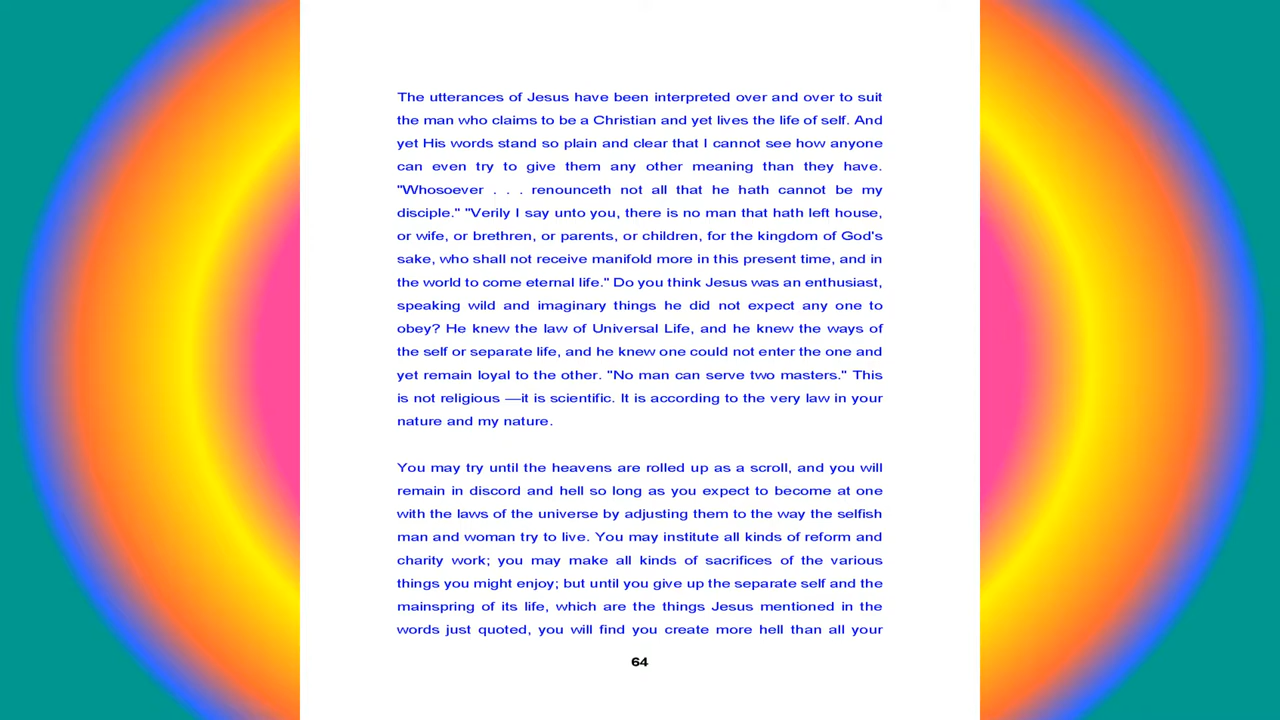 The utterances of Jesus have been interpreted over and over to suit
the man who claims to be a Christian and yet lives the life of self. And
yet His words stand so plain and clear that I cannot see how anyone
can even try to give them any other meaning than they have.
"Whosoever . . . renounceth not all that he hath cannot be my
disciple." "Verily I say unto you, there is no man that hath left house,
or wife, or brethren, or parents, or children, for the kingdom of God's
sake, who shall not receive manifold more in this present time, and in
the world to come eternal life." Do you think Jesus was an enthusiast,
speaking wild and imaginary things he did not expect any one to
obey? He knew the law of Universal Life, and he knew the ways of
the self or separate life, and he knew one could not enter the one and
yet remain loyal to the other. "No man can serve two masters." This
is not religious —it is scientific. It is according to the very law in your
nature and my nature.
You may try until the heavens are rolled up as a scroll, and you will
remain in discord and hell so long as you expect to become at one
with the laws of the universe by adjusting them to the way the selfish
man and woman try to live. You may institute all kinds of reform and
charity work; you may make all kinds of sacrifices of the various
things you might enjoy; but until you give up the separate self and the
mainspring of its life, which are the things Jesus mentioned in the
words just quoted, you will find you create more hell than all your
64